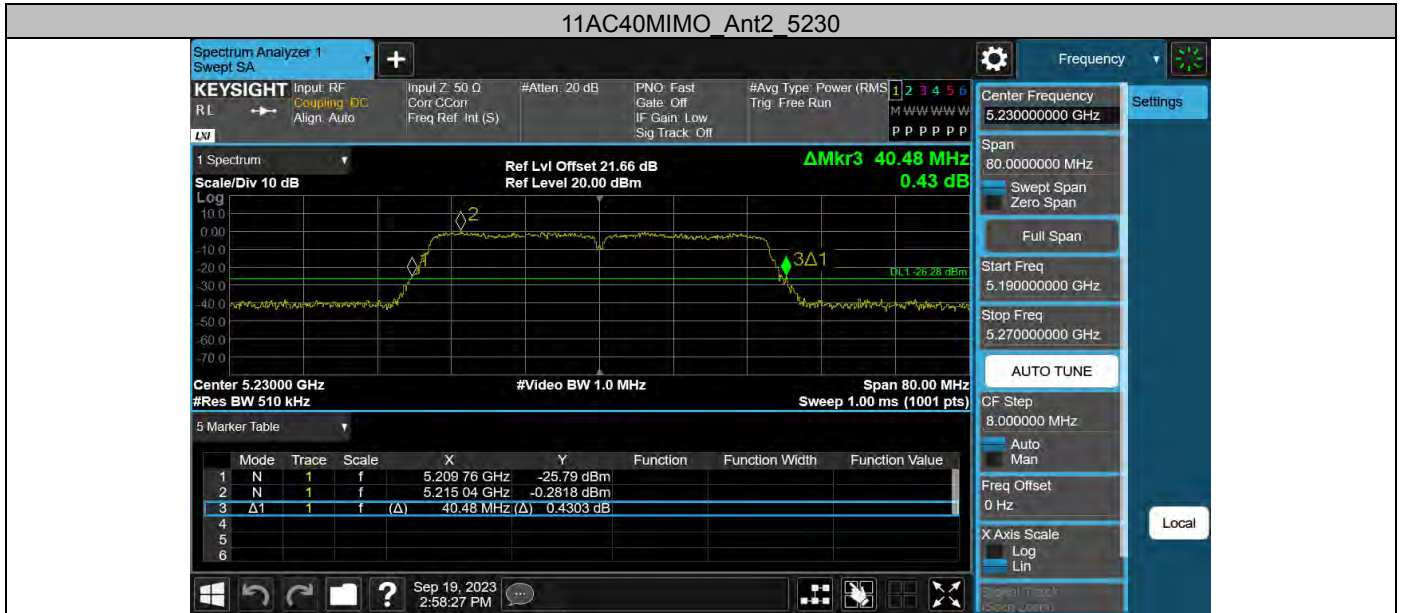 11AC40MIMO_Ant2_5230
Spectrum Analyzer 1
Swept SA
+
Frequency
KEYSIGHT
RL
LXI
Input: RF
Coupling: DC
Align: Auto
Input Z: 50 Ω
Corr CCorr
Freq Ref: Int (S)
#Atten: 20 dB
PNO: Fast
Gate: Off
IF Gain: Low
Sig Track: Off
#Avg Type: Power (RMS
Trig: Free Run
1 2 3 4 5 6
M W W W W W
P P P P P P
1 Spectrum
Scale/Div 10 dB
Ref Lvl Offset 21.66 dB
Ref Level 20.00 dBm
ΔMkr3 40.48 MHz
0.43 dB
Log
10.0
0.00
-10.0
-20.0
-30.0
-40.0
-50.0
-60.0
-70.0
2
3Δ1
DL1 -26.28 dBm
Center 5.23000 GHz
#Res BW 510 kHz
#Video BW 1.0 MHz
Span 80.00 MHz
Sweep 1.00 ms (1001 pts)
5 Marker Table
Mode Trace Scale X Y Function Function Width Function Value
1 N 1 f 5.209 76 GHz -25.79 dBm
2 N 1 f 5.215 04 GHz -0.2818 dBm
3 Δ1 1 f (Δ) 40.48 MHz (Δ) 0.4303 dB
4
5
6
?
Sep 19, 2023
2:58:27 PM
Center Frequency
5.230000000 GHz
Settings
Span
80.0000000 MHz
Swept Span
Zero Span
Full Span
Start Freq
5.190000000 GHz
Stop Freq
5.270000000 GHz
AUTO TUNE
CF Step
8.000000 MHz
Auto
Man
Freq Offset
0 Hz
X Axis Scale
Log
Lin
Signal Track
(Span Zoom)
Local